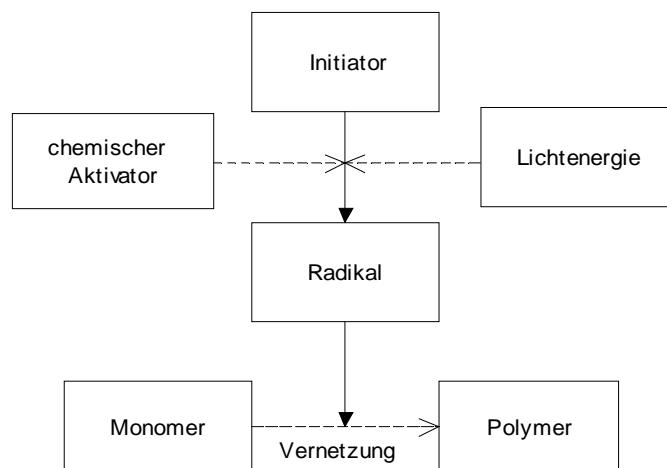 Initiator
chemischer
Aktivator
Lichtenergie
Radikal
Monomer
Vernetzung
Polymer